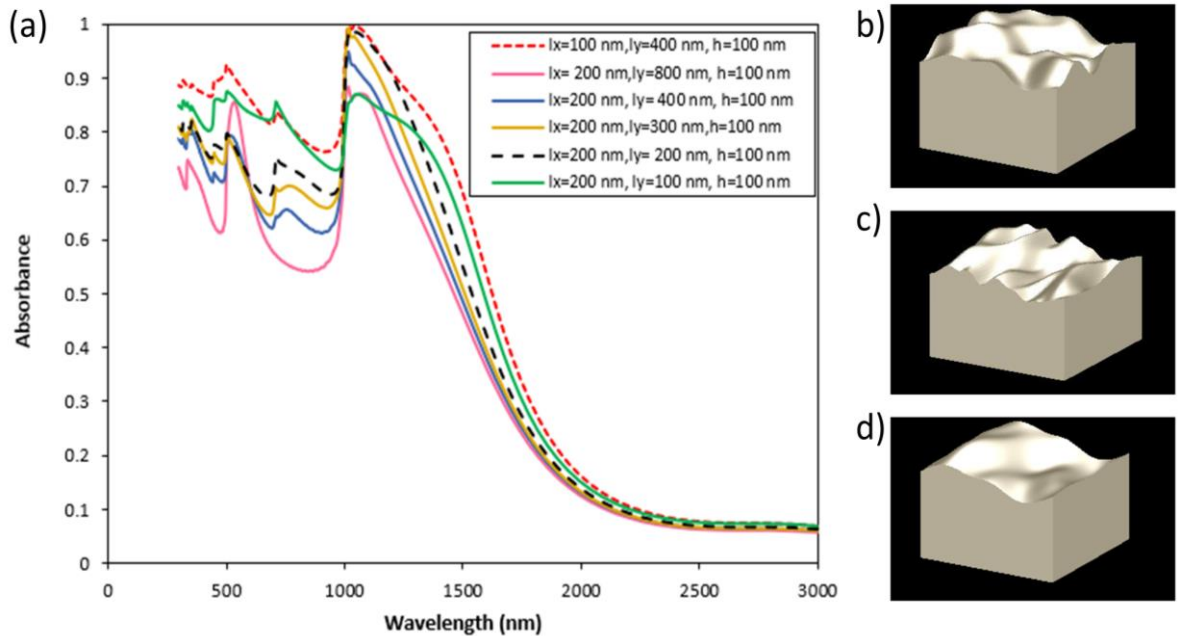 (a)
1
0.9
0.8
0.7
0.6
0.5
0.4
0.3
0.2
0.1
0
Absorbance
lx=100 nm,ly=400 nm, h=100 nm
lx= 200 nm,ly=800 nm, h=100 nm
lx=200 nm, ly= 400 nm, h=100 nm
lx=200 nm,ly=300 nm,h=100 nm
lx=200 nm,ly= 200 nm, h=100 nm
lx=200 nm, ly=100 nm, h=100 nm
0 500 1000 1500 2000 2500 3000
Wavelength (nm)
b)
c)
d)